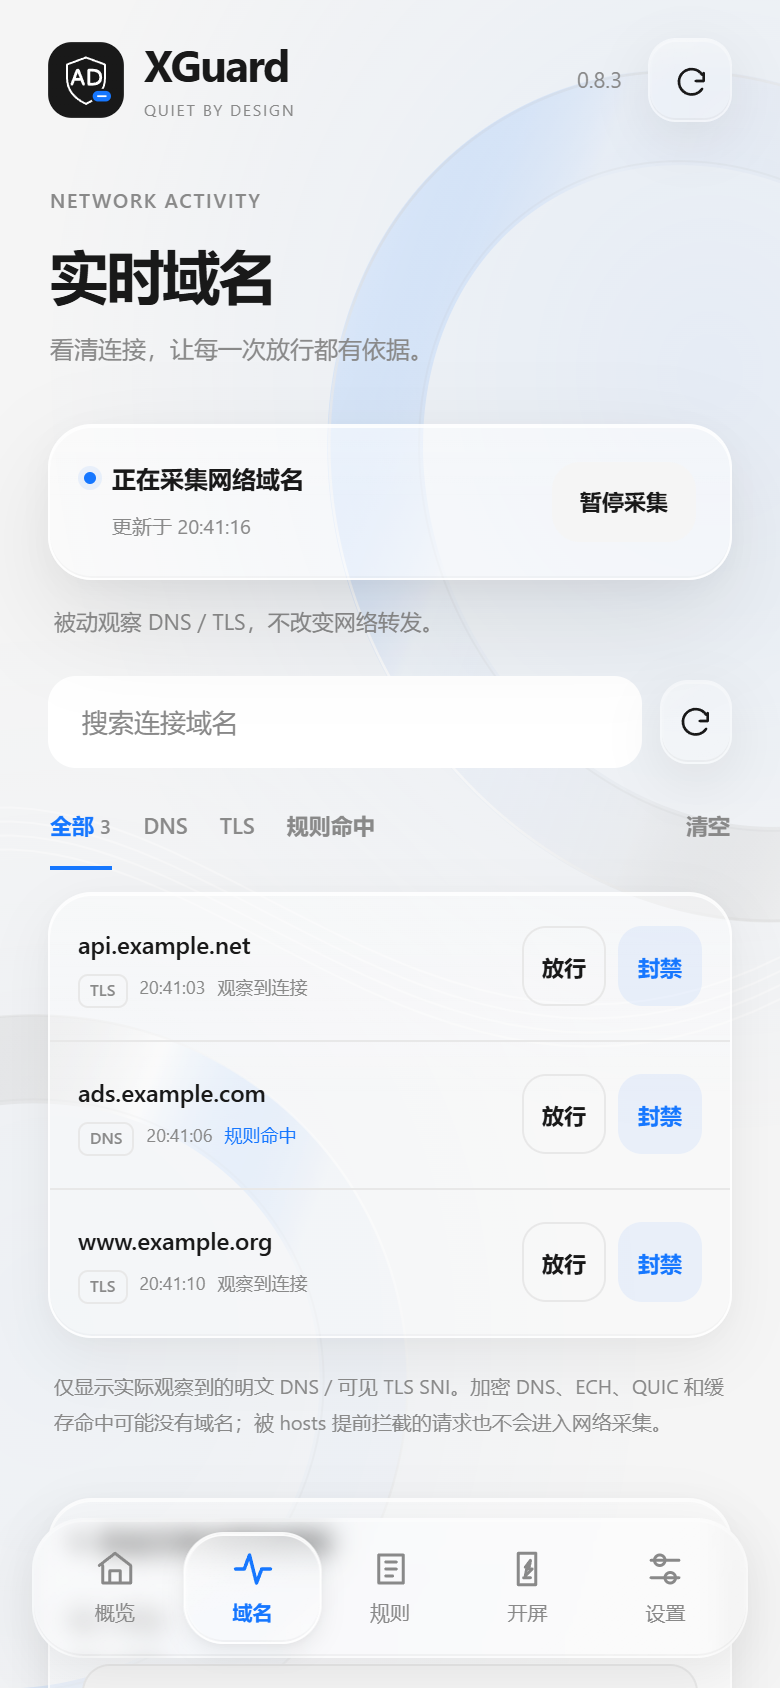 AD
XGuard
QUIET BY DESIGN
0.8.3
NETWORK ACTIVITY
实时域名
看清连接，让每一次放行都有依据。
正在采集网络域名
更新于 20:41:16
暂停采集
被动观察 DNS / TLS，不改变网络转发。
搜索连接域名
全部 3 DNS TLS 规则命中 清空
api.example.net
TLS 20:41:03 观察到连接
放行 封禁
ads.example.com
DNS 20:41:06 规则命中
放行 封禁
www.example.org
TLS 20:41:10 观察到连接
放行 封禁
仅显示实际观察到的明文 DNS / 可见 TLS SNI。加密 DNS、ECH、QUIC 和缓
存命中可能没有域名；被 hosts 提前拦截的请求也不会进入网络采集。
概览 域名 规则 开屏 设置